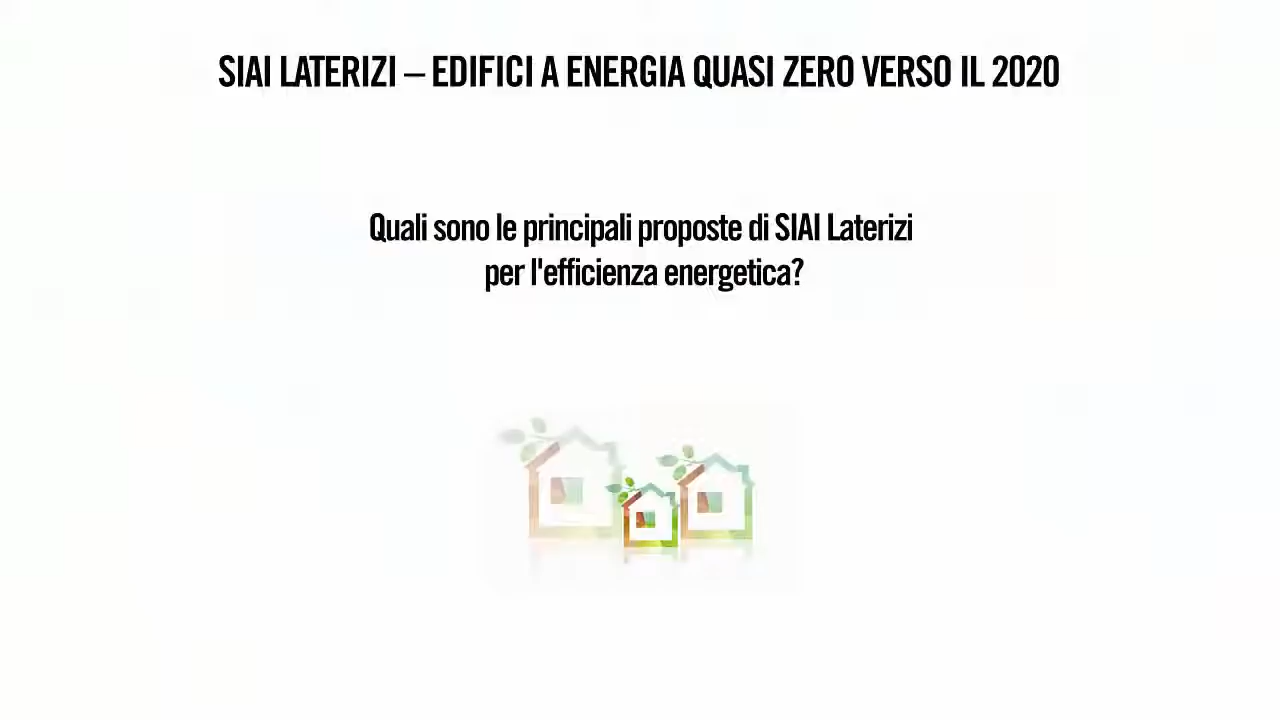 SIAI LATERIZI – EDIFICI A ENERGIA QUASI ZERO VERSO IL 2020
Quali sono le principali proposte di SIAI Laterizi
per l'efficienza energetica?